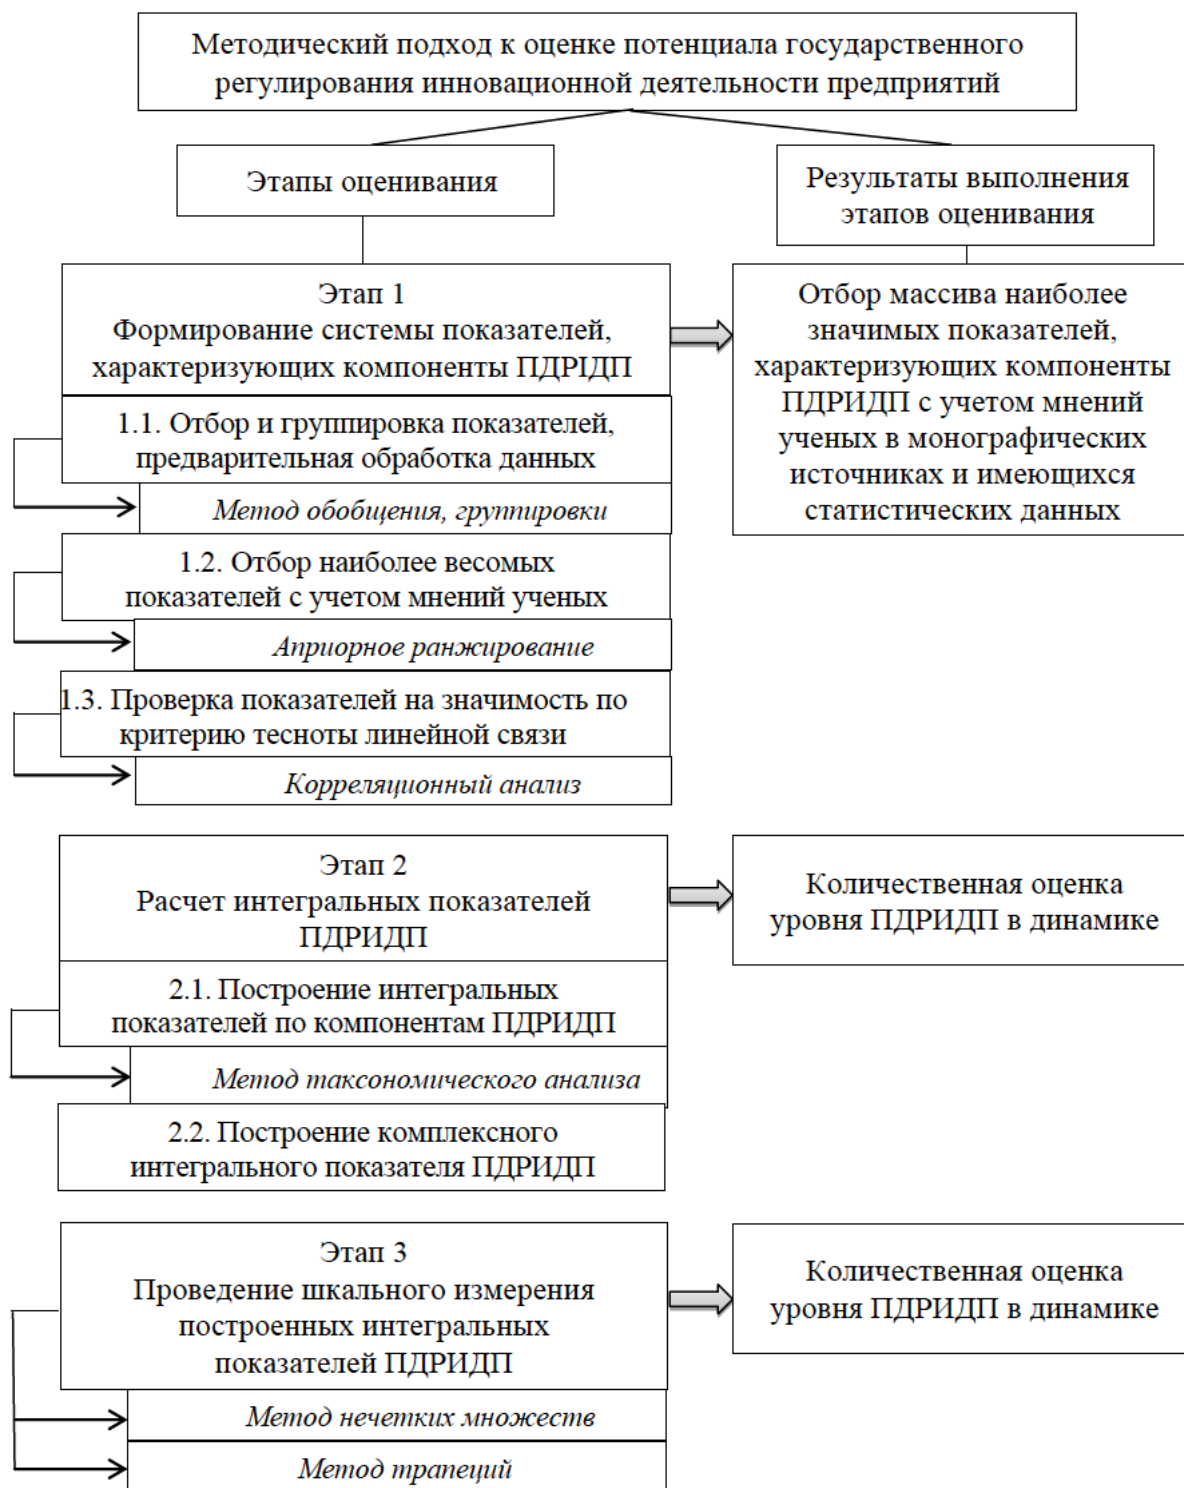 Методический подход к оценке потенциала государственного
регулирования инновационной деятельности предприятий
Этапы оценивания
Результаты выполнения
этапов оценивания
Этап 1
Формирование системы показателей,
характеризующих компоненты ПДРІДП
Отбор массива наиболее
значимых показателей,
характеризующих компоненты
ПДРИДП с учетом мнений
ученых в монографических
источниках и имеющихся
статистических данных
1.1. Отбор и группировка показателей,
предварительная обработка данных
Метод обобщения, группировки
1.2. Отбор наиболее весомых
показателей с учетом мнений ученых
Априорное ранжирование
1.3. Проверка показателей на значимость по
критерию тесноты линейной связи
Корреляционный анализ
Этап 2
Расчет интегральных показателей
ПДРИДП
Количественная оценка
уровня ПДРИДП в динамике
2.1. Построение интегральных
показателей по компонентам ПДРИДП
Метод таксономического анализа
2.2. Построение комплексного
интегрального показателя ПДРИДП
Этап 3
Проведение шкального измерения
построенных интегральных
показателей ПДРИДП
Количественная оценка
уровня ПДРИДП в динамике
Метод нечетких множеств
Метод трапеций